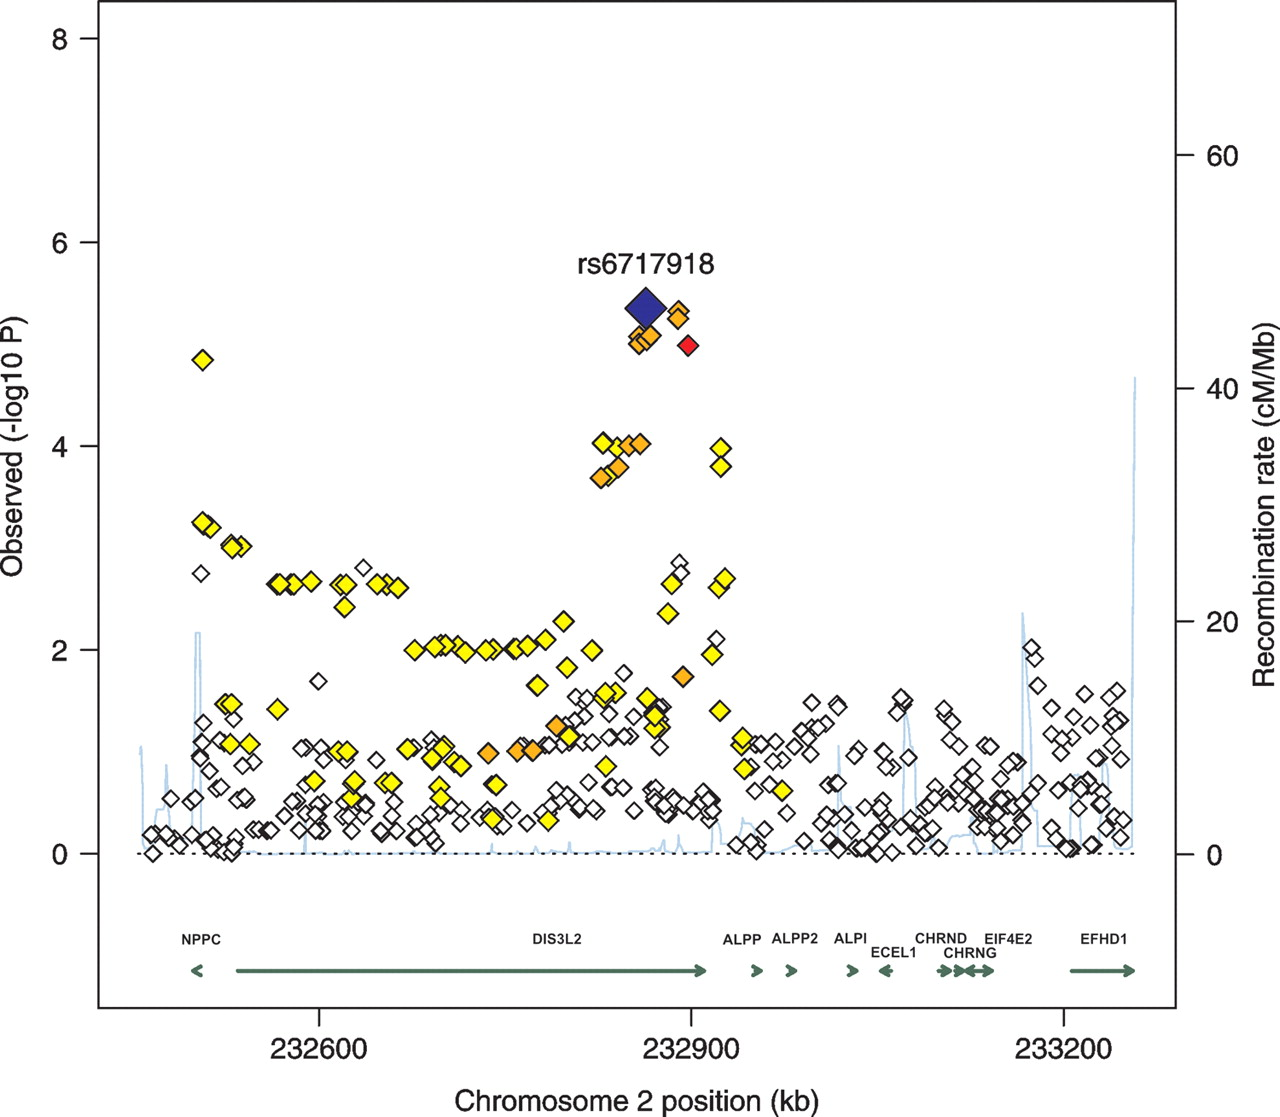 8
6
4
2
0
Observed (-log10 P)
60
40
20
0
Recombination rate (cM/Mb)
rs6717918
NPPC
DIS3L2
ALPP
ALPP2
ALPI
ECEL1
CHRND
CHRNG
EIF4E2
EFHD1
232600
232900
233200
Chromosome 2 position (kb)